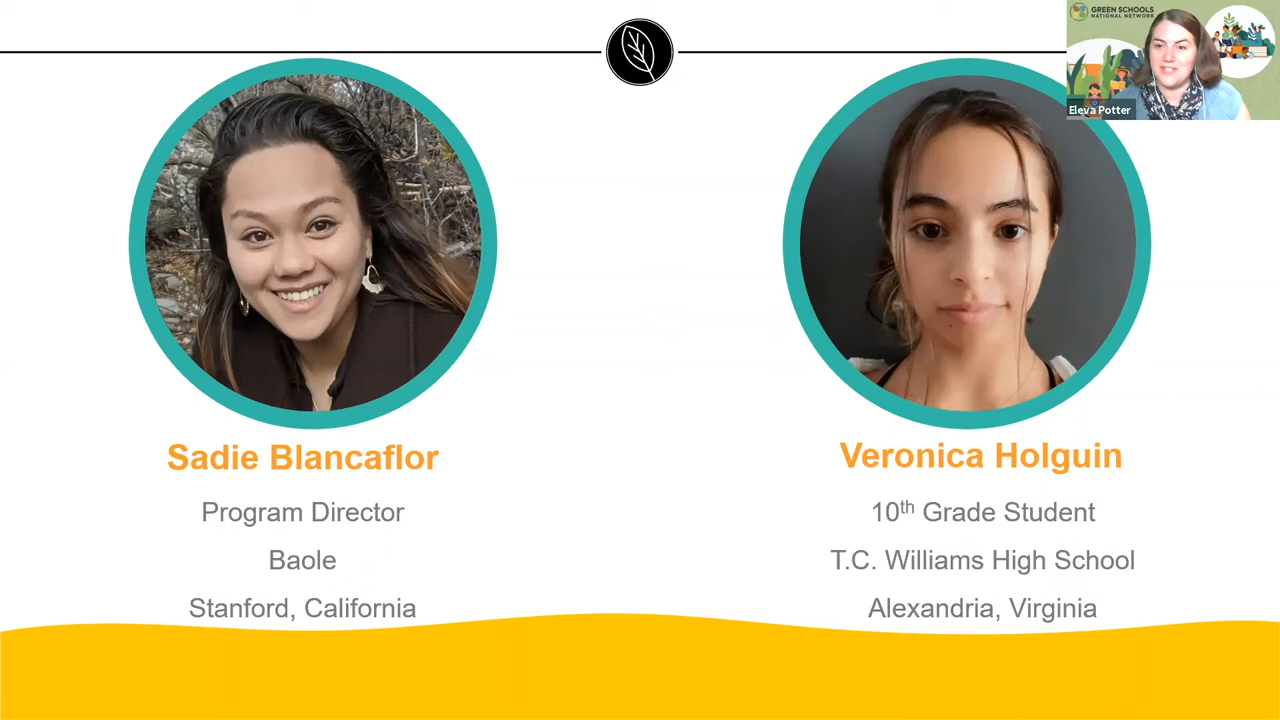 GREEN SCHOOLS
NATIONAL NETWORK
Eleva Potter
Sadie Blancaflor
Program Director
Baole
Stanford, California
Veronica Holguin
10th Grade Student
T.C. Williams High School
Alexandria, Virginia